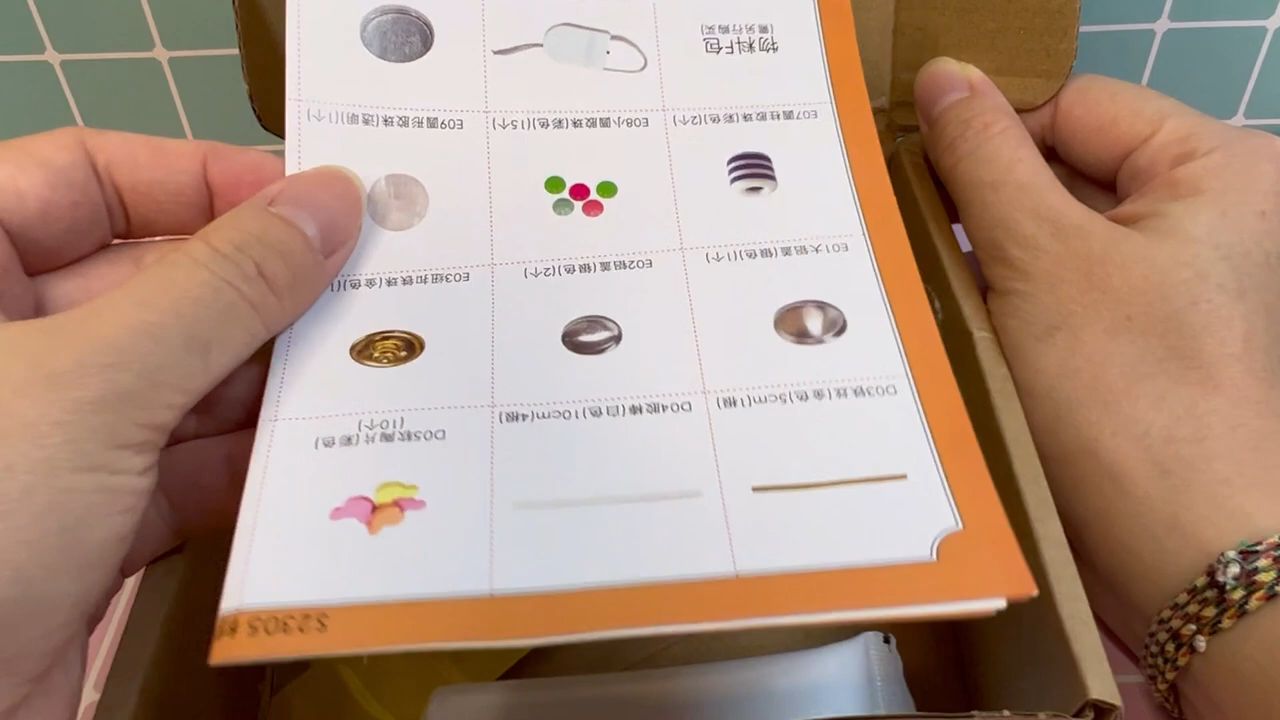 S2305
D03铁丝(金色)5cm(1根)
D04胶棒(白色)10cm(4根)
D05软陶片(彩色)
(10个)
E01大铝盖(银色)(1个)
E02铝盖(银色)(2个)
E03纽扣铁珠(金色)(1
E07圆柱胶珠(彩色)(2个)
E08小圆胶珠(彩色)(15个)
E09圆形胶珠(透明)(1个)
物料F包
(需另行购买)